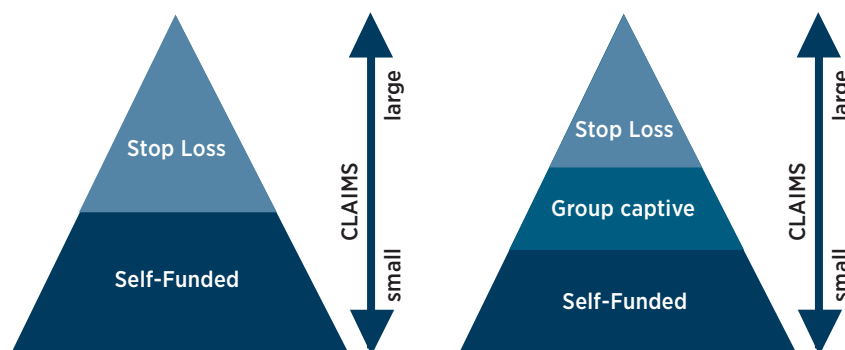 Stop Loss
Self-Funded
large
CLAIMS
small
Stop Loss
Group captive
Self-Funded
large
CLAIMS
small